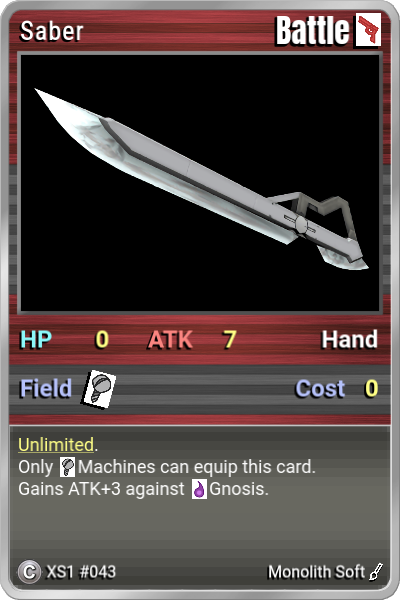 Saber Battle
HP 0 ATK 7 Hand
Field Cost 0
Unlimited.
Only Machines can equip this card.
Gains ATK+3 against Gnosis.
C XS1 #043 Monolith Soft